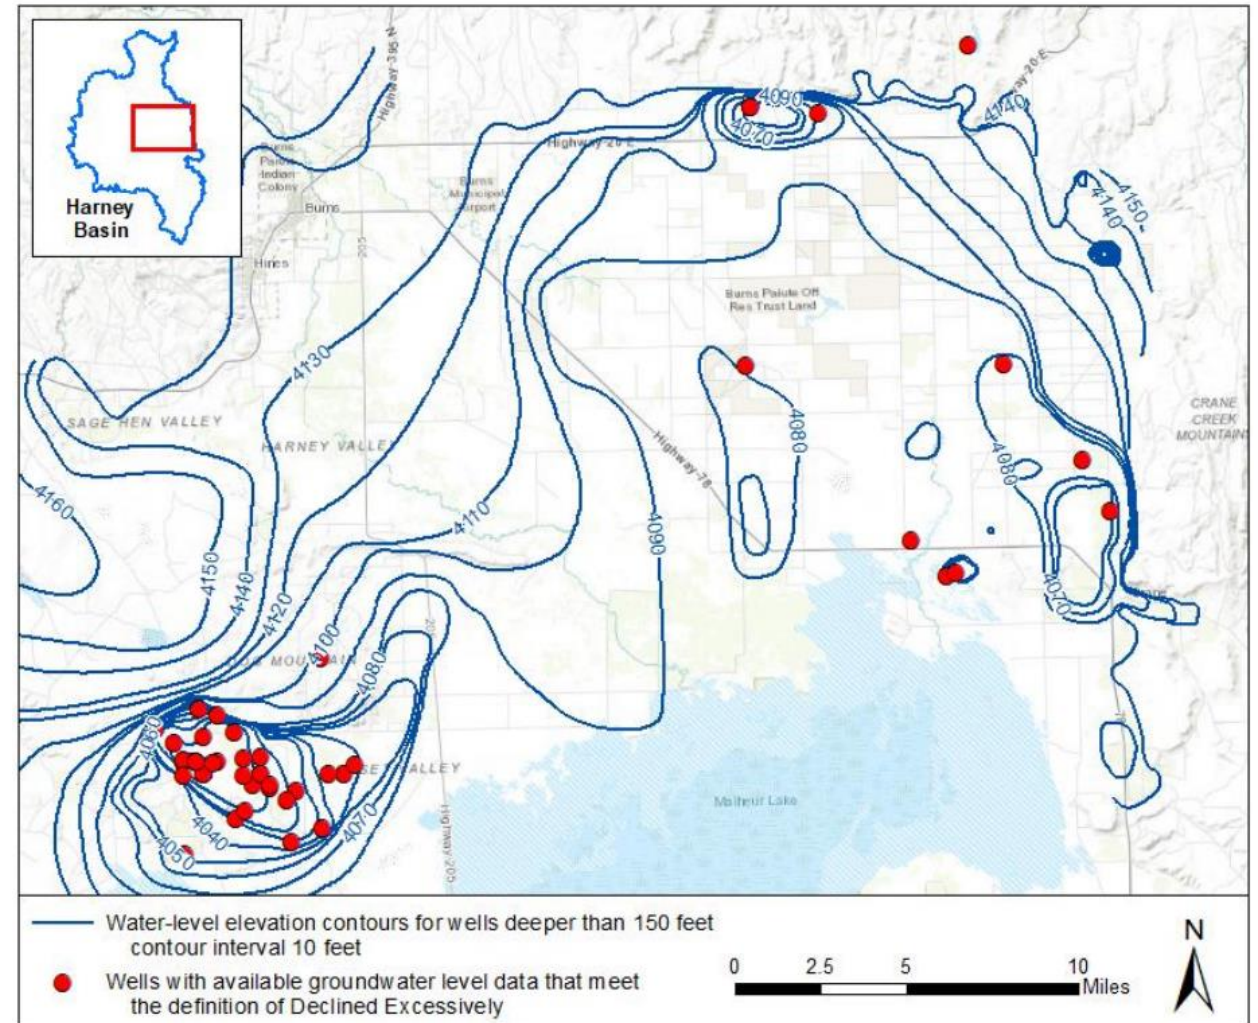 Harney
Basin
Highway-395-N
Burns
Paiute
Indian
Colony
Burns
Municipal
Airport
Burns
Hines
205
Highway-20 E
4090
4070
4140
4150
4140
Burns Paiute Off
Res Trust Land
4130
SAGE HEN VALLEY
HARNEY VALLEY
CRANE
CREEK
MOUNTAINS
Highway-78
4080
4080
4160
4110
4090
4150
4140
4120
4100
4080
4070
4060
4040
4050
4070
Malheur Lake
Highway-205
Water-level elevation contours for wells deeper than 150 feet
contour interval 10 feet
Wells with available groundwater level data that meet
the definition of Declined Excessively
0 2.5 5 10
Miles
N